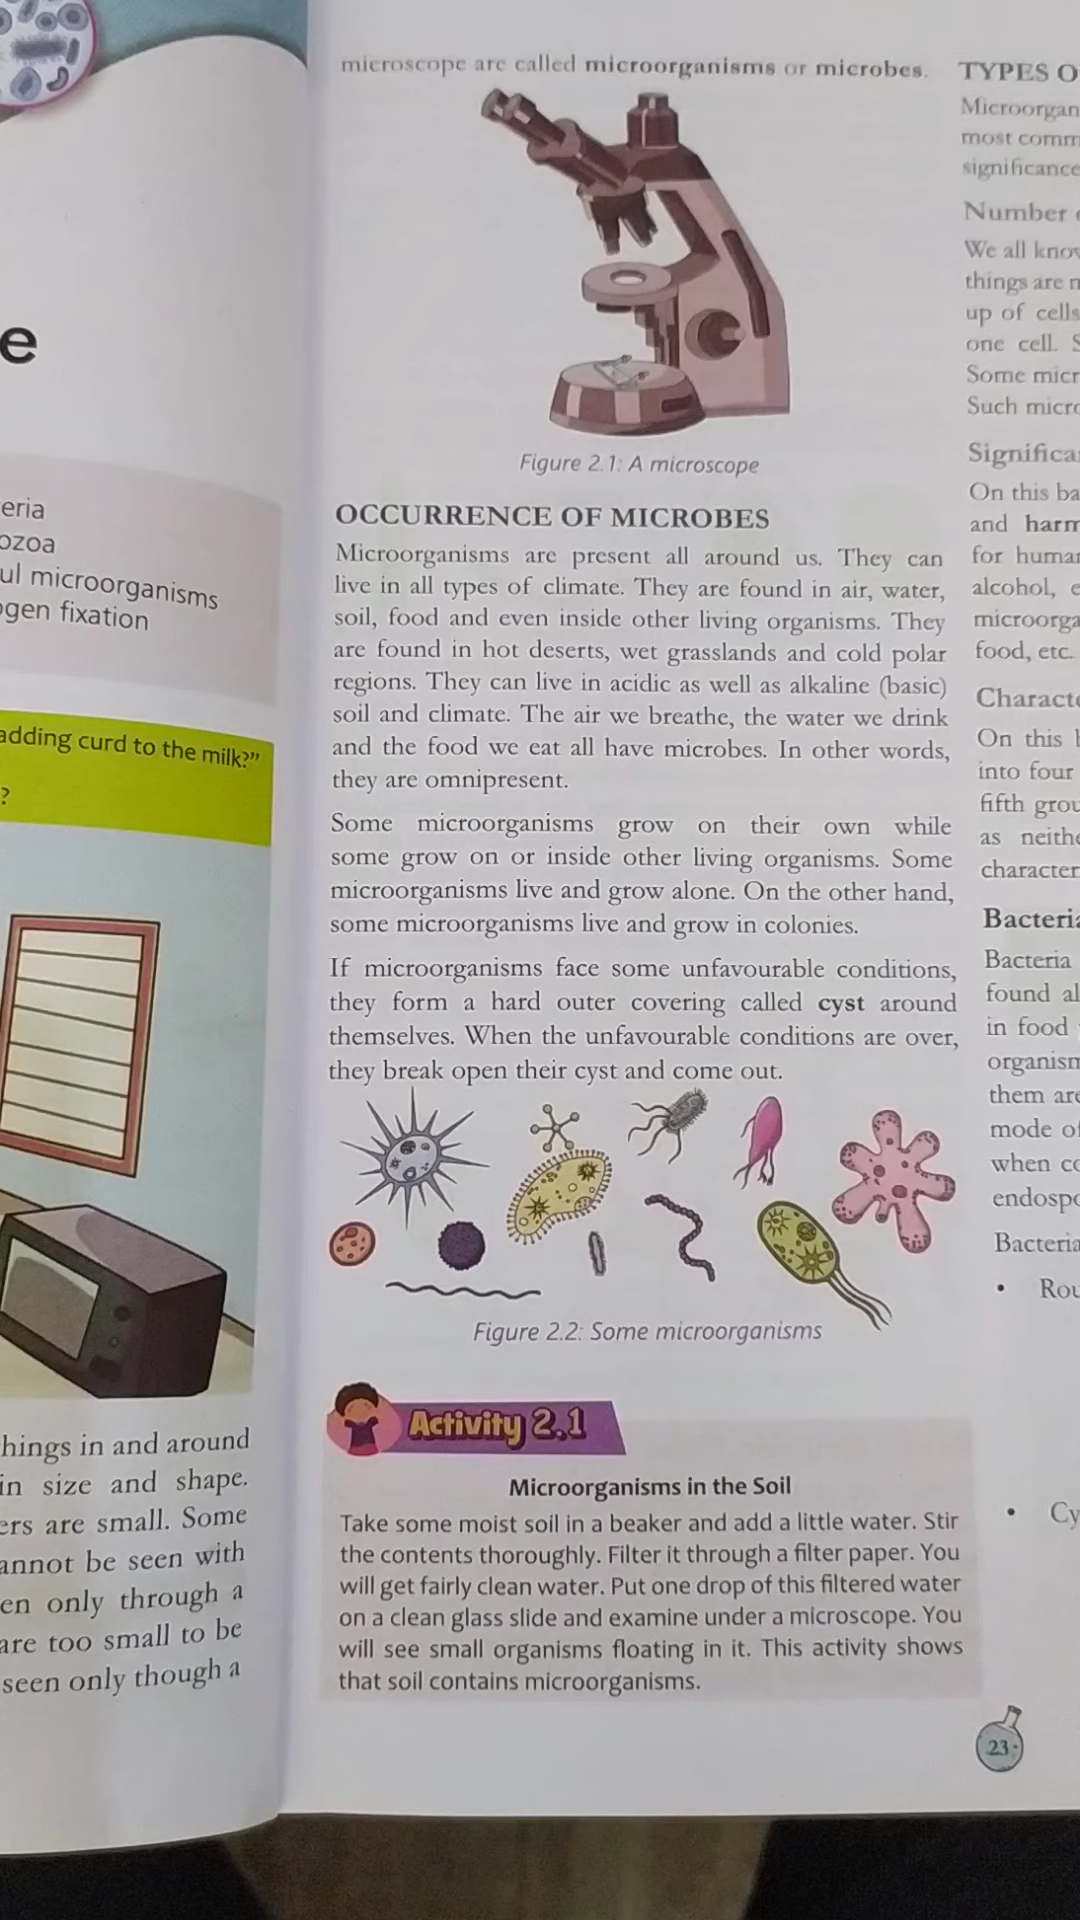 e
eria
ozoa
ul microorganisms
ogen fixation
adding curd to the milk?"
?
hings in and around
in size and shape.
ers are small. Some
annot be seen with
en only through a
are too small to be
seen only though a
microscope are called microorganisms or microbes.
Figure 2.1: A microscope
OCCURRENCE OF MICROBES
Microorganisms are present all around us. They can
live in all types of climate. They are found in air, water,
soil, food and even inside other living organisms. They
are found in hot deserts, wet grasslands and cold polar
regions. They can live in acidic as well as alkaline (basic)
soil and climate. The air we breathe, the water we drink
and the food we eat all have microbes. In other words,
they are omnipresent.
Some microorganisms grow on their own while
some grow on or inside other living organisms. Some
microorganisms live and grow alone. On the other hand,
some microorganisms live and grow in colonies.
If microorganisms face some unfavourable conditions,
they form a hard outer covering called cyst around
themselves. When the unfavourable conditions are over,
they break open their cyst and come out.
Figure 2.2: Some microorganisms
Activity 2.1
Microorganisms in the Soil
Take some moist soil in a beaker and add a little water. Stir
the contents thoroughly. Filter it through a filter paper. You
will get fairly clean water. Put one drop of this filtered water
on a clean glass slide and examine under a microscope. You
will see small organisms floating in it. This activity shows
that soil contains microorganisms.
TYPES O
Microorgan
most comm
significance
Number
We all know
things are m
up of cells
one cell. S
Some micr
Such micro
Significa
On this ba
and harm
for human
alcohol, e
microorga
food, etc.
Characte
On this b
into four
fifth grou
as neithe
character
Bacteria
Bacteria
found al
in food
organism
them are
mode of
when co
endospo
Bacteria
• Rou
• Cy
23